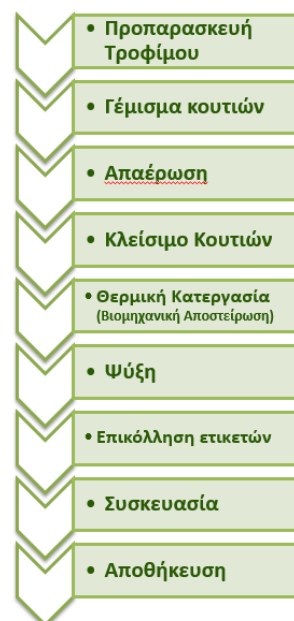 • Προπαρασκευή
Τροφίμου
• Γέμισμα κουτιών
• Απαέρωση
• Κλείσιμο Κουτιών
• Θερμική Κατεργασία
(Βιομηχανική Αποστείρωση)
• Ψύξη
• Επικόλληση ετικετών
• Συσκευασία
• Αποθήκευση